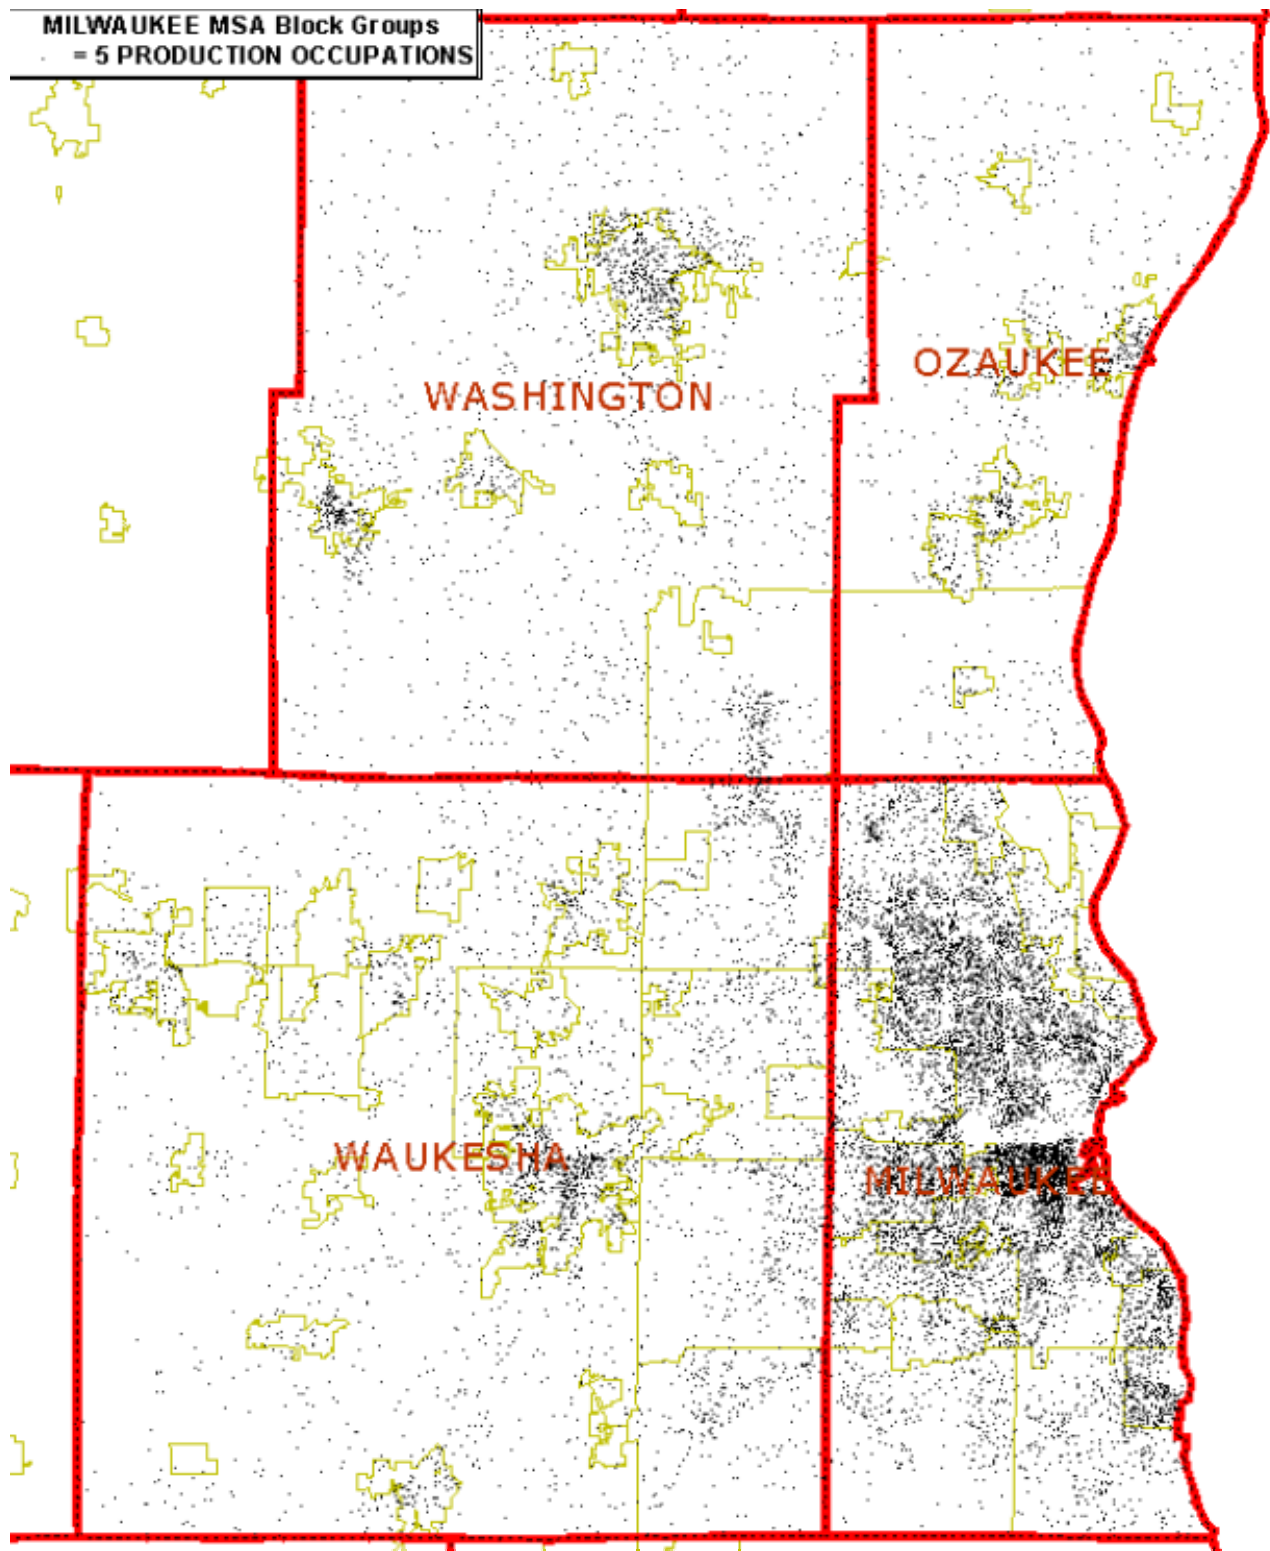 MILWAUKEE MSA Block Groups
. = 5 PRODUCTION OCCUPATIONS
OZAUKEE
WASHINGTON
WAUKESHA
MILWAUKEE